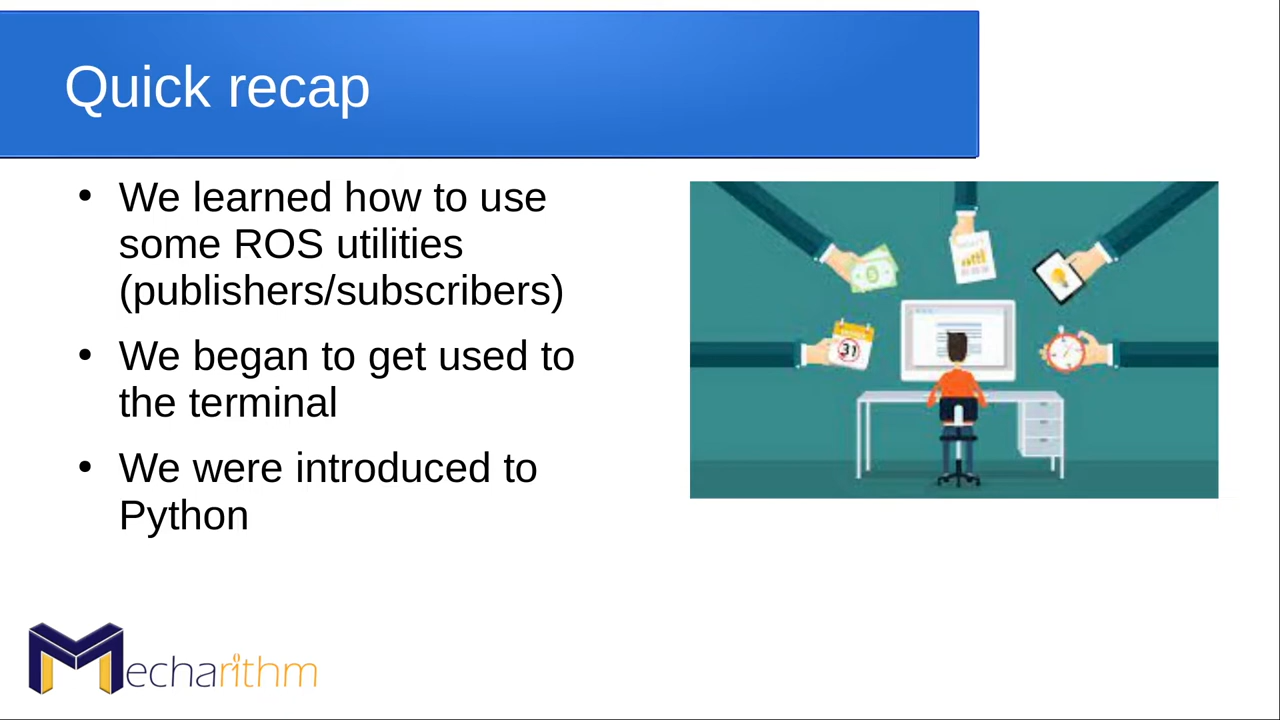 Quick recap
• We learned how to use
some ROS utilities
(publishers/subscribers)
• We began to get used to
the terminal
• We were introduced to
Python
31
Mecharithm